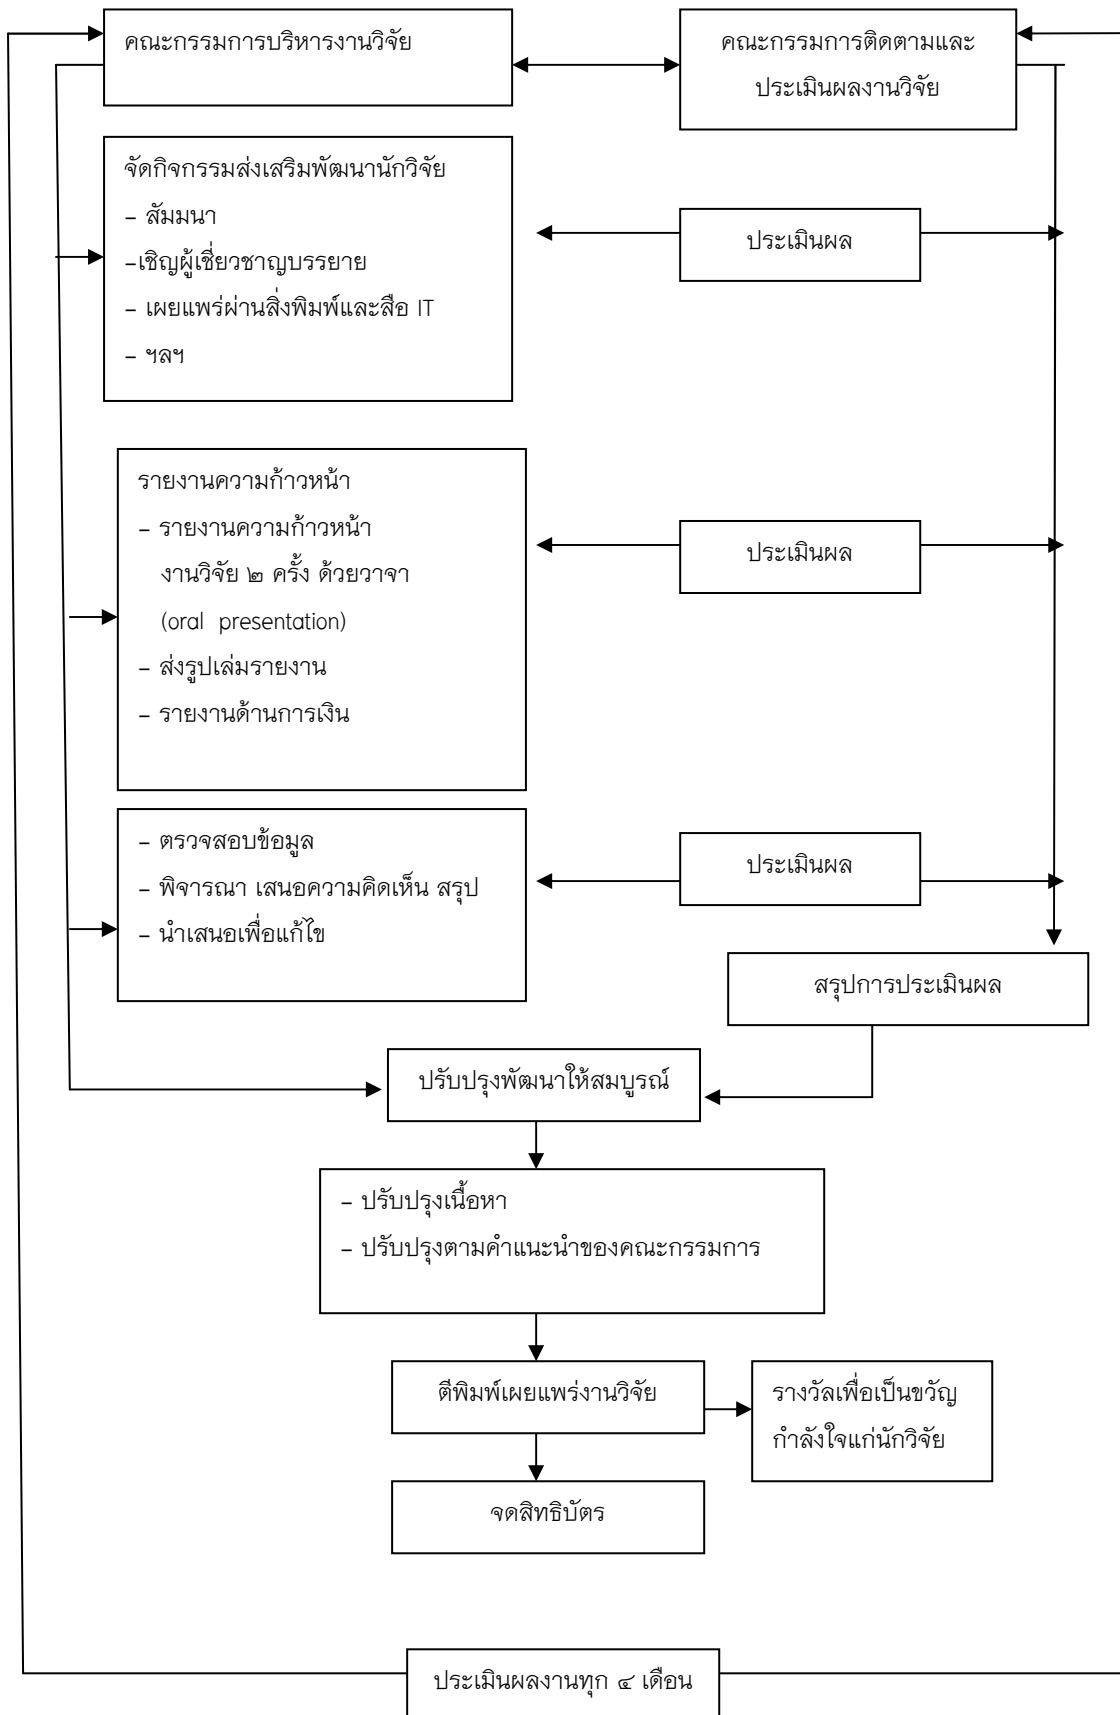 คณะกรรมการบริหารงานวิจัย
คณะกรรมการติดตามและ
ประเมินผลงานวิจัย
จัดกิจกรรมส่งเสริมพัฒนานักวิจัย
– สัมมนา
–เชิญผู้เชี่ยวชาญบรรยาย
– เผยแพร่ผ่านสิ่งพิมพ์และสือ IT
– ฯลฯ
ประเมินผล
รายงานความก้าวหน้า
– รายงานความก้าวหน้า
งานวิจัย ๒ ครั้ง ด้วยวาจา
(oral presentation)
– ส่งรูปเล่มรายงาน
– รายงานด้านการเงิน
ประเมินผล
– ตรวจสอบข้อมูล
– พิจารณา เสนอความคิดเห็น สรุป
– นำเสนอเพื่อแก้ไข
ประเมินผล
สรุปการประเมินผล
ปรับปรุงพัฒนาให้สมบูรณ์
– ปรับปรุงเนื้อหา
– ปรับปรุงตามคำแนะนำของคณะกรรมการ
ตีพิมพ์เผยแพร่งานวิจัย
รางวัลเพื่อเป็นขวัญ
กำลังใจแก่นักวิจัย
จดสิทธิบัตร
ประเมินผลงานทุก ๔ เดือน